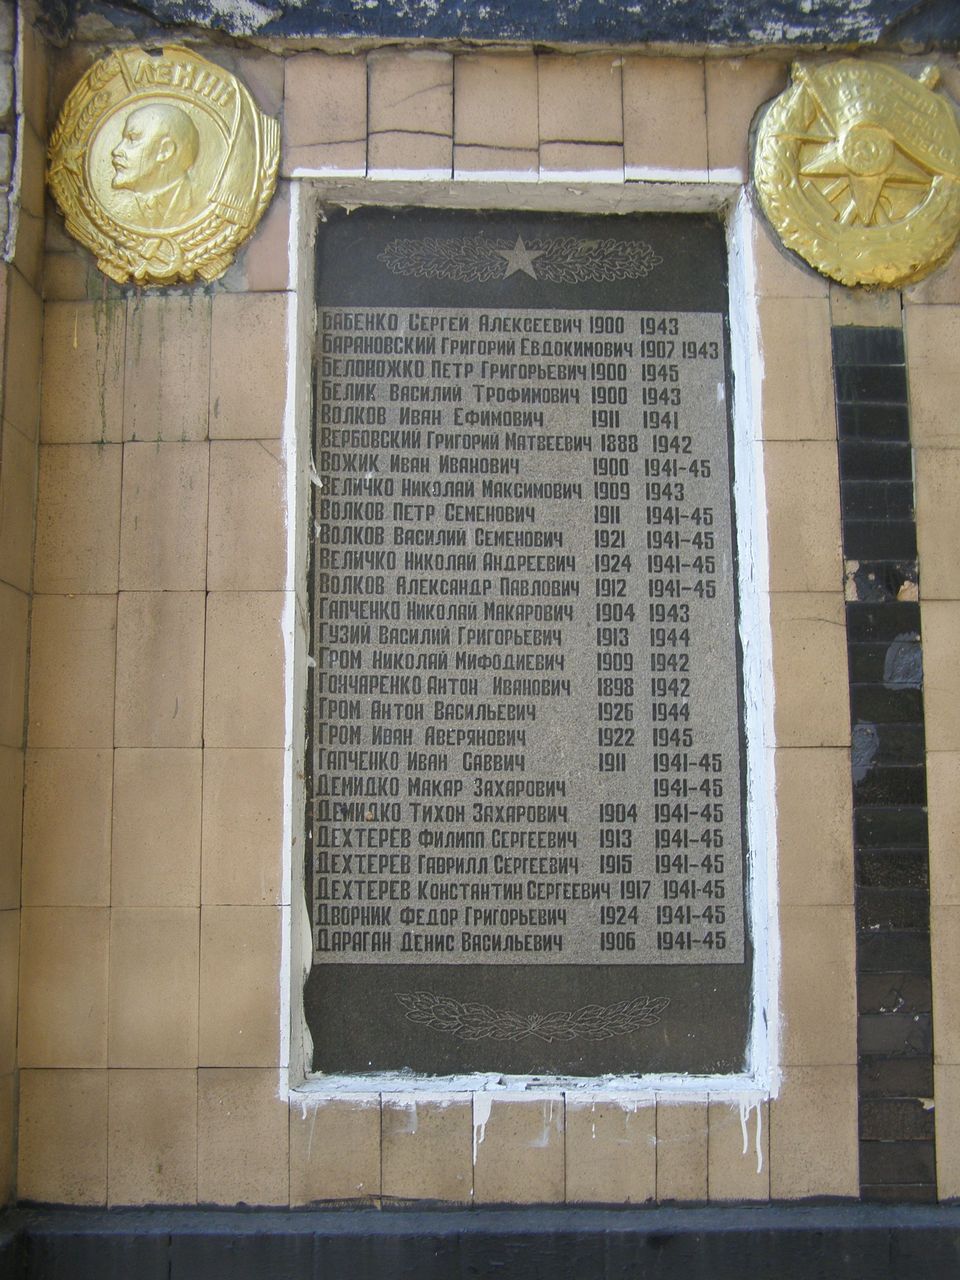 ЛЕНИН
БАБЕНКО СЕРГЕЙ АЛЕКСЕЕВИЧ 1900 1943
БАРАНОВСКИЙ ГРИГОРИЙ ЕВДОКИМОВИЧ 1907 1943
БЕЛОНОЖКО ПЕТР ГРИГОРЬЕВИЧ 1900 1945
БЕЛИК ВАСИЛИЙ ТРОФИМОВИЧ 1900 1943
ВОЛКОВ ИВАН ЕФИМОВИЧ 1911 1941
ВЕРБОВСКИЙ ГРИГОРИЙ МАТВЕЕВИЧ 1888 1942
ВОЖИК ИВАН ИВАНОВИЧ 1900 1941-45
ВЕЛИЧКО НИКОЛАЙ МАКСИМОВИЧ 1909 1943
ВОЛКОВ ПЕТР СЕМЕНОВИЧ 1911 1941-45
ВОЛКОВ ВАСИЛИЙ СЕМЕНОВИЧ 1921 1941-45
ВЕЛИЧКО НИКОЛАЙ АНДРЕЕВИЧ 1924 1941-45
ВОЛКОВ АЛЕКСАНДР ПАВЛОВИЧ 1912 1941-45
ГАПЧЕНКО НИКОЛАЙ МАКАРОВИЧ 1904 1943
ГУЗИЙ ВАСИЛИЙ ГРИГОРЬЕВИЧ 1913 1944
ГРОМ НИКОЛАЙ МИФОДИЕВИЧ 1909 1942
ГОНЧАРЕНКО АНТОН ИВАНОВИЧ 1898 1942
ГРОМ АНТОН ВАСИЛЬЕВИЧ 1926 1944
ГРОМ ИВАН АВЕРЯНОВИЧ 1922 1945
ГАПЧЕНКО ИВАН САВВИЧ 1911 1941-45
ДЕМИДКО МАКАР ЗАХАРОВИЧ 1941-45
ДЕМИДКО ТИХОН ЗАХАРОВИЧ 1904 1941-45
ДЕХТЕРЕВ ФИЛИПП СЕРГЕЕВИЧ 1913 1941-45
ДЕХТЕРЕВ ГАВРИЛЛ СЕРГЕЕВИЧ 1915 1941-45
ДЕХТЕРЕВ КОНСТАНТИН СЕРГЕЕВИЧ 1917 1941-45
ДВОРНИК ФЕДОР ГРИГОРЬЕВИЧ 1924 1941-45
ДАРАГАН ДЕНИС ВАСИЛЬЕВИЧ 1906 1941-45